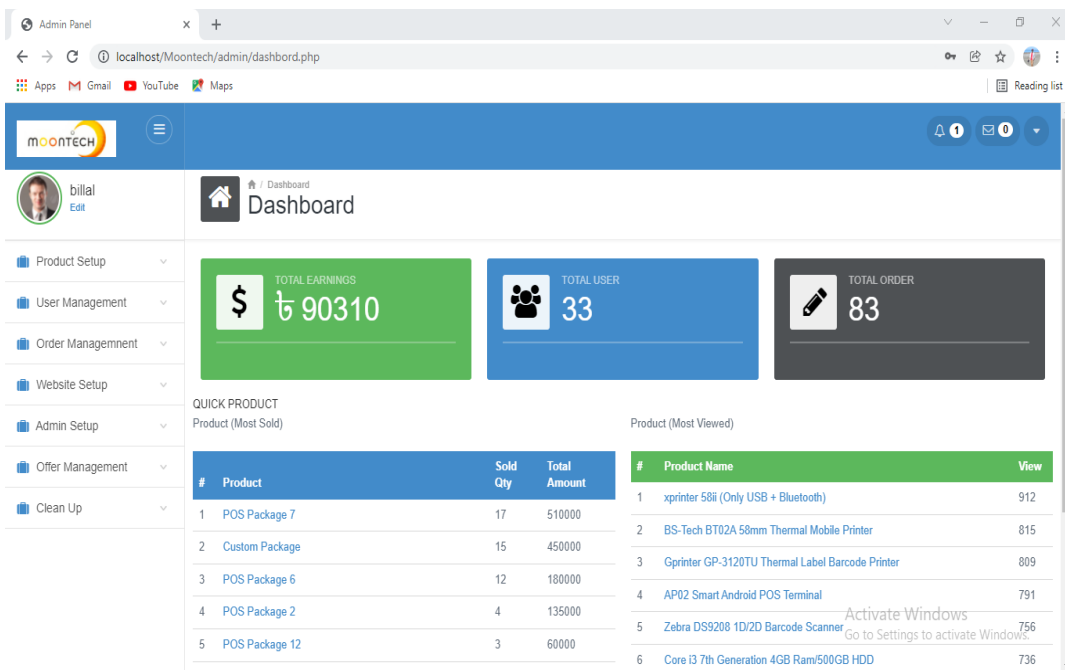 Admin Panel
localhost/Moontech/admin/dashbord.php
Apps Gmail YouTube Maps Reading list
MOONTECH
1 0
billal
Edit
/ Dashboard
Dashboard
Product Setup
User Management
Order Managemnent
Website Setup
Admin Setup
Offer Management
Clean Up
TOTAL EARNINGS
৳ 90310
TOTAL USER
33
TOTAL ORDER
83
QUICK PRODUCT
Product (Most Sold)
# Product Sold Qty Total Amount
1 POS Package 7 17 510000
2 Custom Package 15 450000
3 POS Package 6 12 180000
4 POS Package 2 4 135000
5 POS Package 12 3 60000
Product (Most Viewed)
# Product Name View
1 xprinter 58ii (Only USB + Bluetooth) 912
2 BS-Tech BT02A 58mm Thermal Mobile Printer 815
3 Gprinter GP-3120TU Thermal Label Barcode Printer 809
4 AP02 Smart Android POS Terminal 791
5 Zebra DS9208 1D/2D Barcode Scanner 756
6 Core i3 7th Generation 4GB Ram/500GB HDD 736
Activate Windows
Go to Settings to activate Windows.